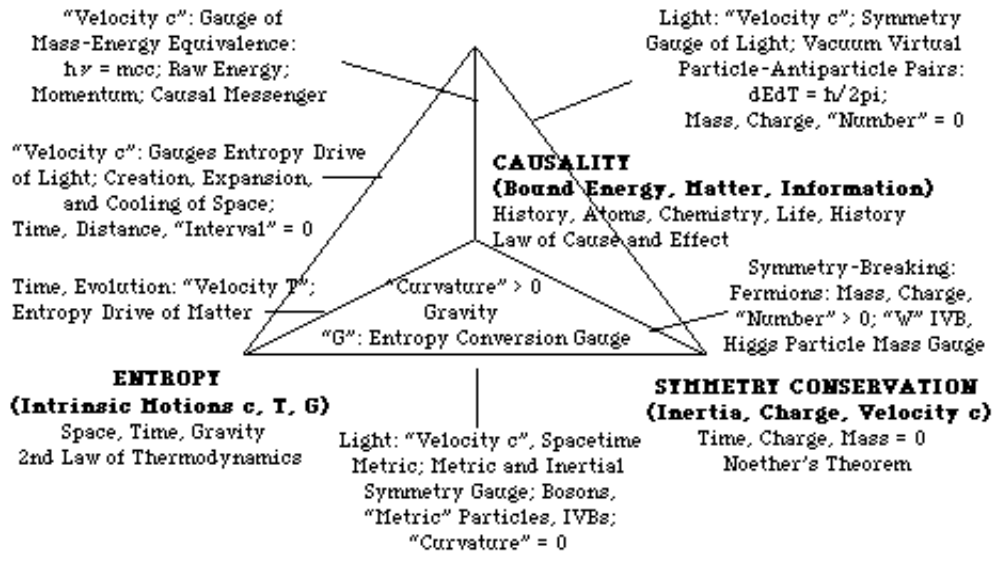 “Velocity c”: Gauge of
Mass-Energy Equivalence:
hν = mcc; Raw Energy;
Momentum; Causal Messenger
Light: “Velocity c”; Symmetry
Gauge of Light; Vacuum Virtual
Particle-Antiparticle Pairs:
dEdT = ħ/2pi;
Mass, Charge, “Number” = 0
“Velocity c”: Gauges Entropy Drive
of Light; Creation, Expansion,
and Cooling of Space;
Time, Distance, “Interval” = 0
CAUSALITY
(Bound Energy, Matter, Information)
History, Atoms, Chemistry, Life, History
Law of Cause and Effect
Time, Evolution: “Velocity T”;
Entropy Drive of Matter
“Curvature” > 0
Gravity
“G”: Entropy Conversion Gauge
Symmetry-Breaking:
Fermions: Mass, Charge,
“Number” > 0; “W” IVB,
Higgs Particle Mass Gauge
ENTROPY
(Intrinsic Motions c, T, G)
Space, Time, Gravity
2nd Law of Thermodynamics
SYMMETRY CONSERVATION
(Inertia, Charge, Velocity c)
Time, Charge, Mass = 0
Noether’s Theorem
Light: “Velocity c”, Spacetime
Metric; Metric and Inertial
Symmetry Gauge; Bosons,
“Metric” Particles, IVBs;
“Curvature” = 0